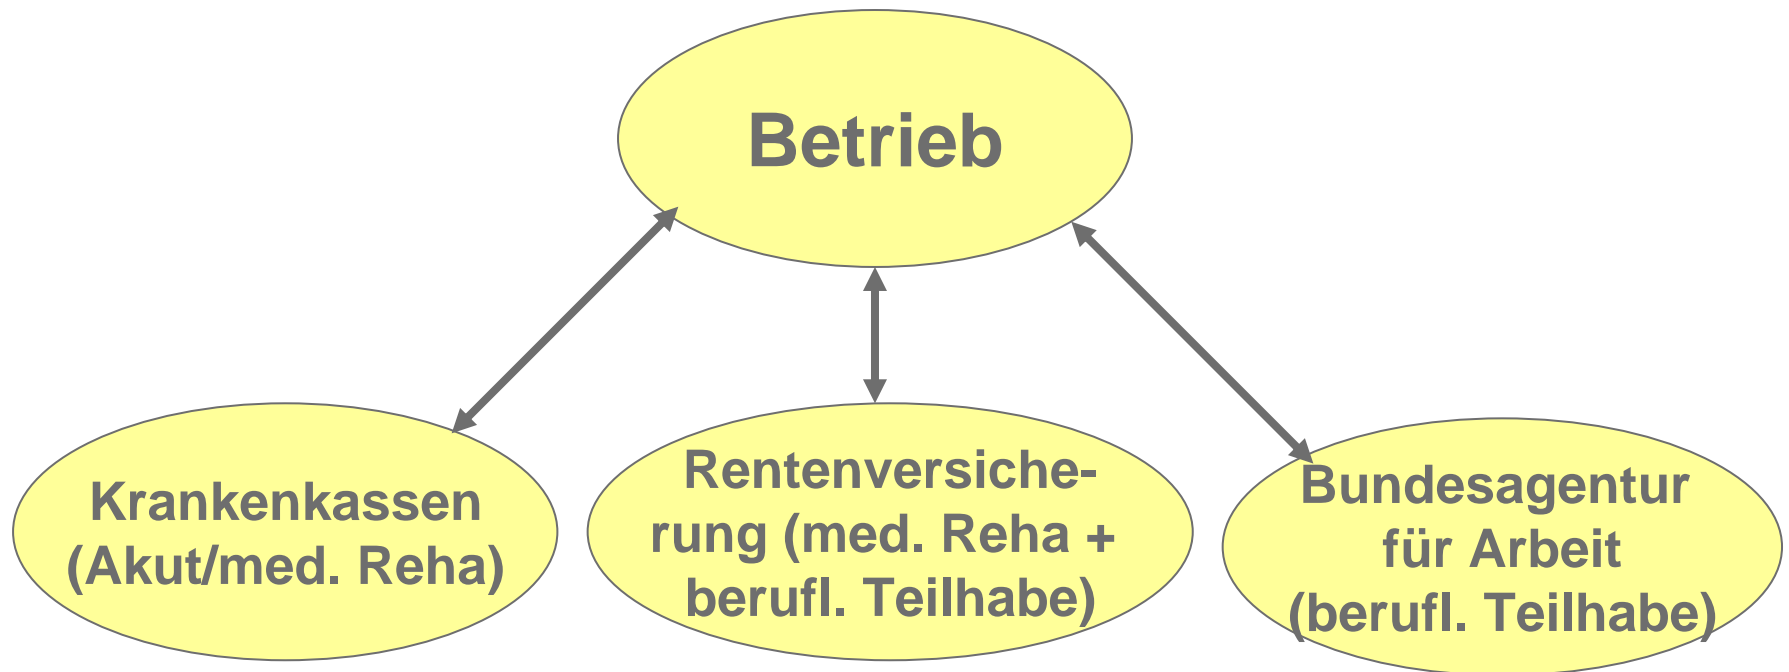 Betrieb
Krankenkassen
(Akut/med. Reha)
Rentenversiche-
rung (med. Reha +
berufl. Teilhabe)
Bundesagentur
für Arbeit
(berufl. Teilhabe)